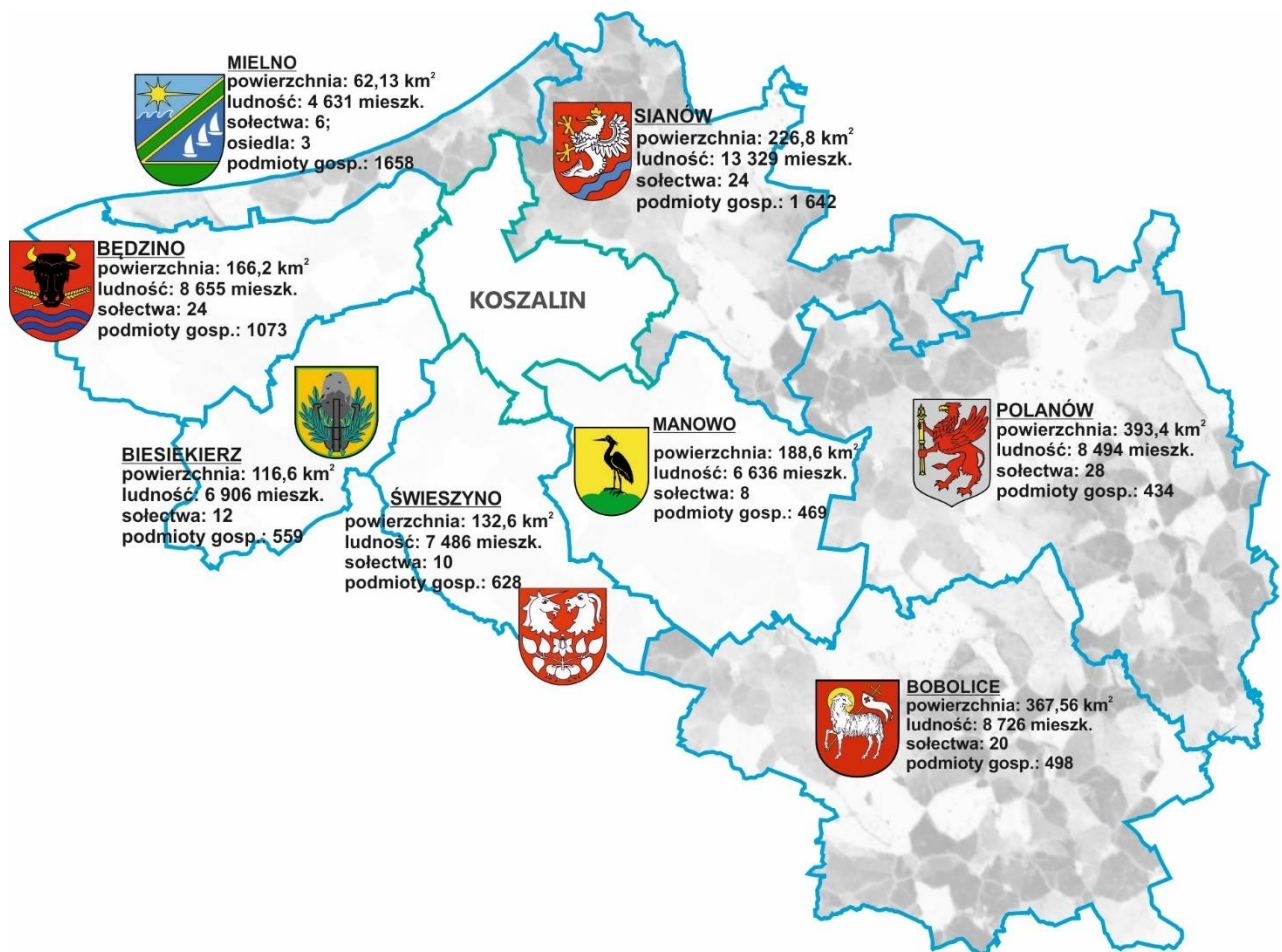 MIELNO
powierzchnia: 62,13 km²
ludność: 4 631 mieszk.
sołectwa: 6;
osiedla: 3
podmioty gosp.: 1658
SIANÓW
powierzchnia: 226,8 km²
ludność: 13 329 mieszk.
sołectwa: 24
podmioty gosp.: 1 642
BĘDZINO
powierzchnia: 166,2 km²
ludność: 8 655 mieszk.
sołectwa: 24
podmioty gosp.: 1073
KOSZALIN
BIESIEKIERZ
powierzchnia: 116,6 km²
ludność: 6 906 mieszk.
sołectwa: 12
podmioty gosp.: 559
ŚWIESZYNO
powierzchnia: 132,6 km²
ludność: 7 486 mieszk.
sołectwa: 10
podmioty gosp.: 628
MANOWO
powierzchnia: 188,6 km²
ludność: 6 636 mieszk.
sołectwa: 8
podmioty gosp.: 469
POLANÓW
powierzchnia: 393,4 km²
ludność: 8 494 mieszk.
sołectwa: 28
podmioty gosp.: 434
BOBOLICE
powierzchnia: 367,56 km²
ludność: 8 726 mieszk.
sołectwa: 20
podmioty gosp.: 498